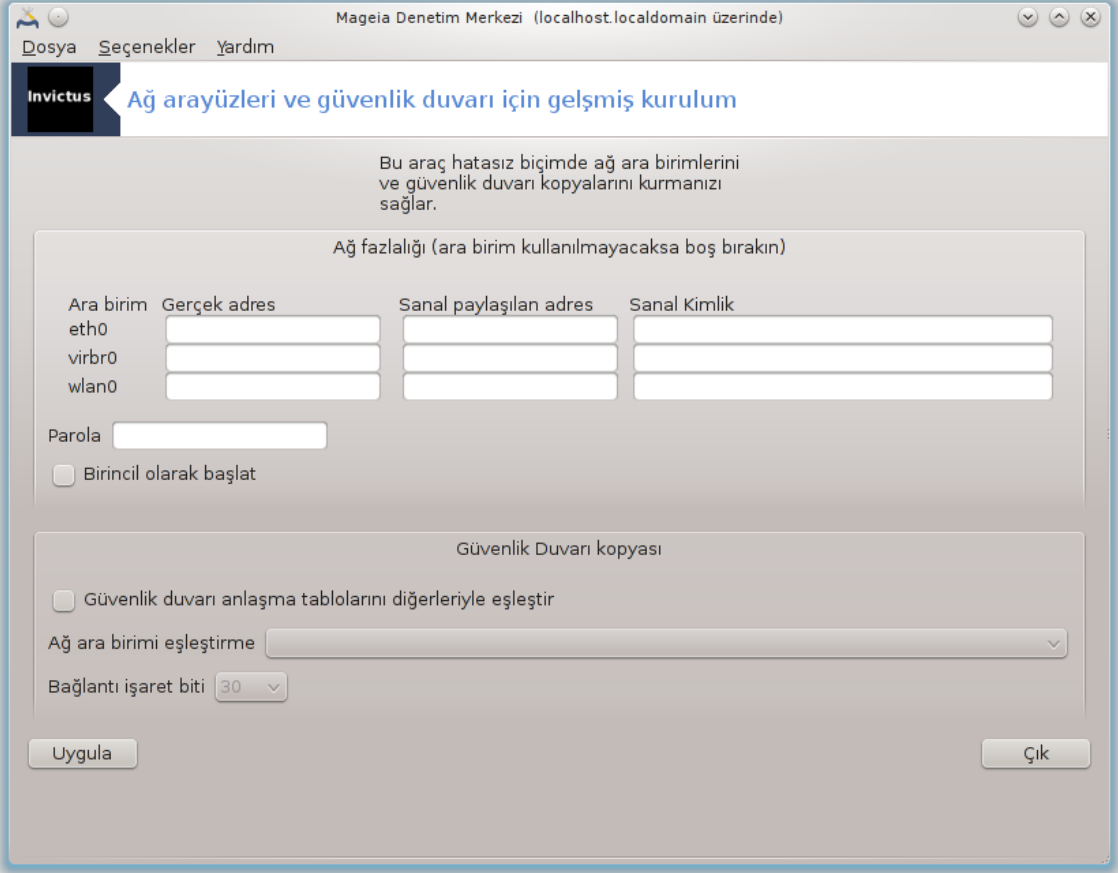 Mageia Denetim Merkezi (localhost.localdomain üzerinde)
Dosya Seçenekler Yardım
Invictus
Ağ arayüzleri ve güvenlik duvarı için gelşmiş kurulum
Bu araç hatasız biçimde ağ ara birimlerini
ve güvenlik duvarı kopyalarını kurmanızı
sağlar.
Ağ fazlalığı (ara birim kullanılmayacaksa boş bırakın)
Ara birim Gerçek adres Sanal paylaşılan adres Sanal Kimlik
eth0
virbr0
wlan0
Parola
Birincil olarak başlat
Güvenlik Duvarı kopyası
Güvenlik duvarı anlaşma tablolarını diğerleriyle eşleştir
Ağ ara birimi eşleştirme
Bağlantı işaret biti 30
Uygula Çık